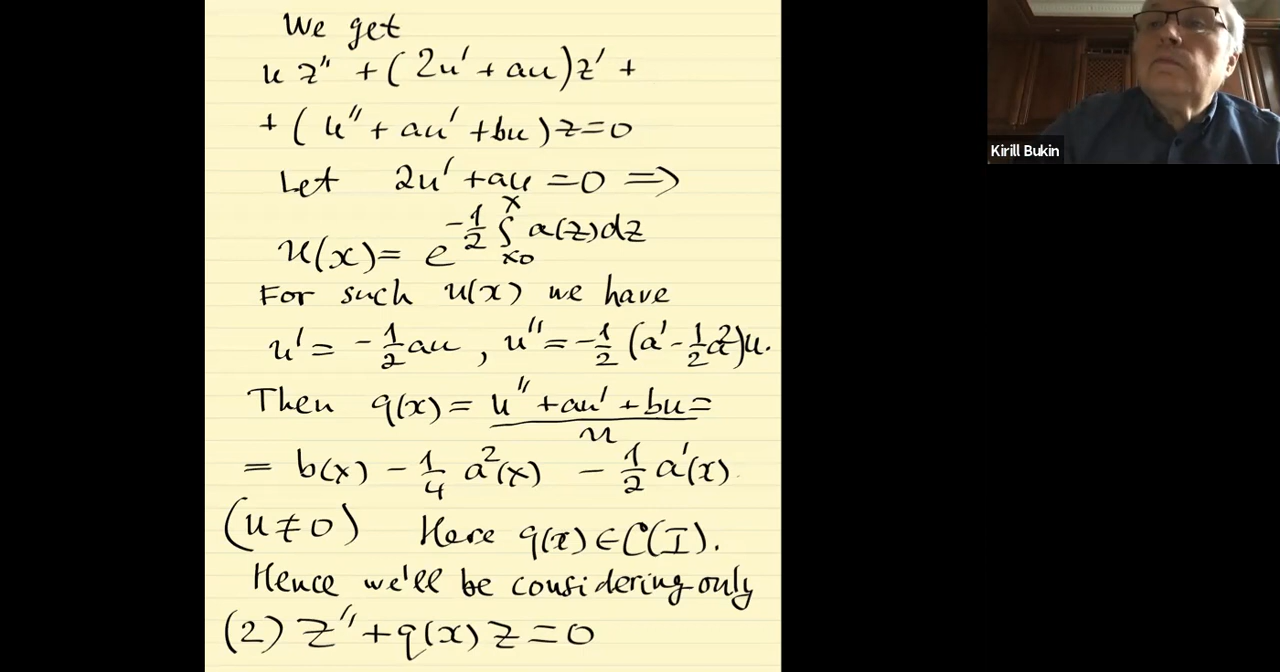 We get
u z'' + (2u' + au)z' +
+ (u'' + au' + bu) z = 0
Let 2u' + au = 0 =>
u(x) = e^{-1/2 ∫_{x0}^{x} a(z)dz}
For such u(x) we have
u' = -1/2 au, u'' = -1/2 (a' - 1/2 a²)u.
Then q(x) = (u'' + au' + bu)/u =
= b(x) - 1/4 a²(x) - 1/2 a'(x).
(u ≠ 0) Here q(x) ∈ C(I).
Hence we'll be considering only
(2) z'' + q(x) z = 0
Kirill Bukin